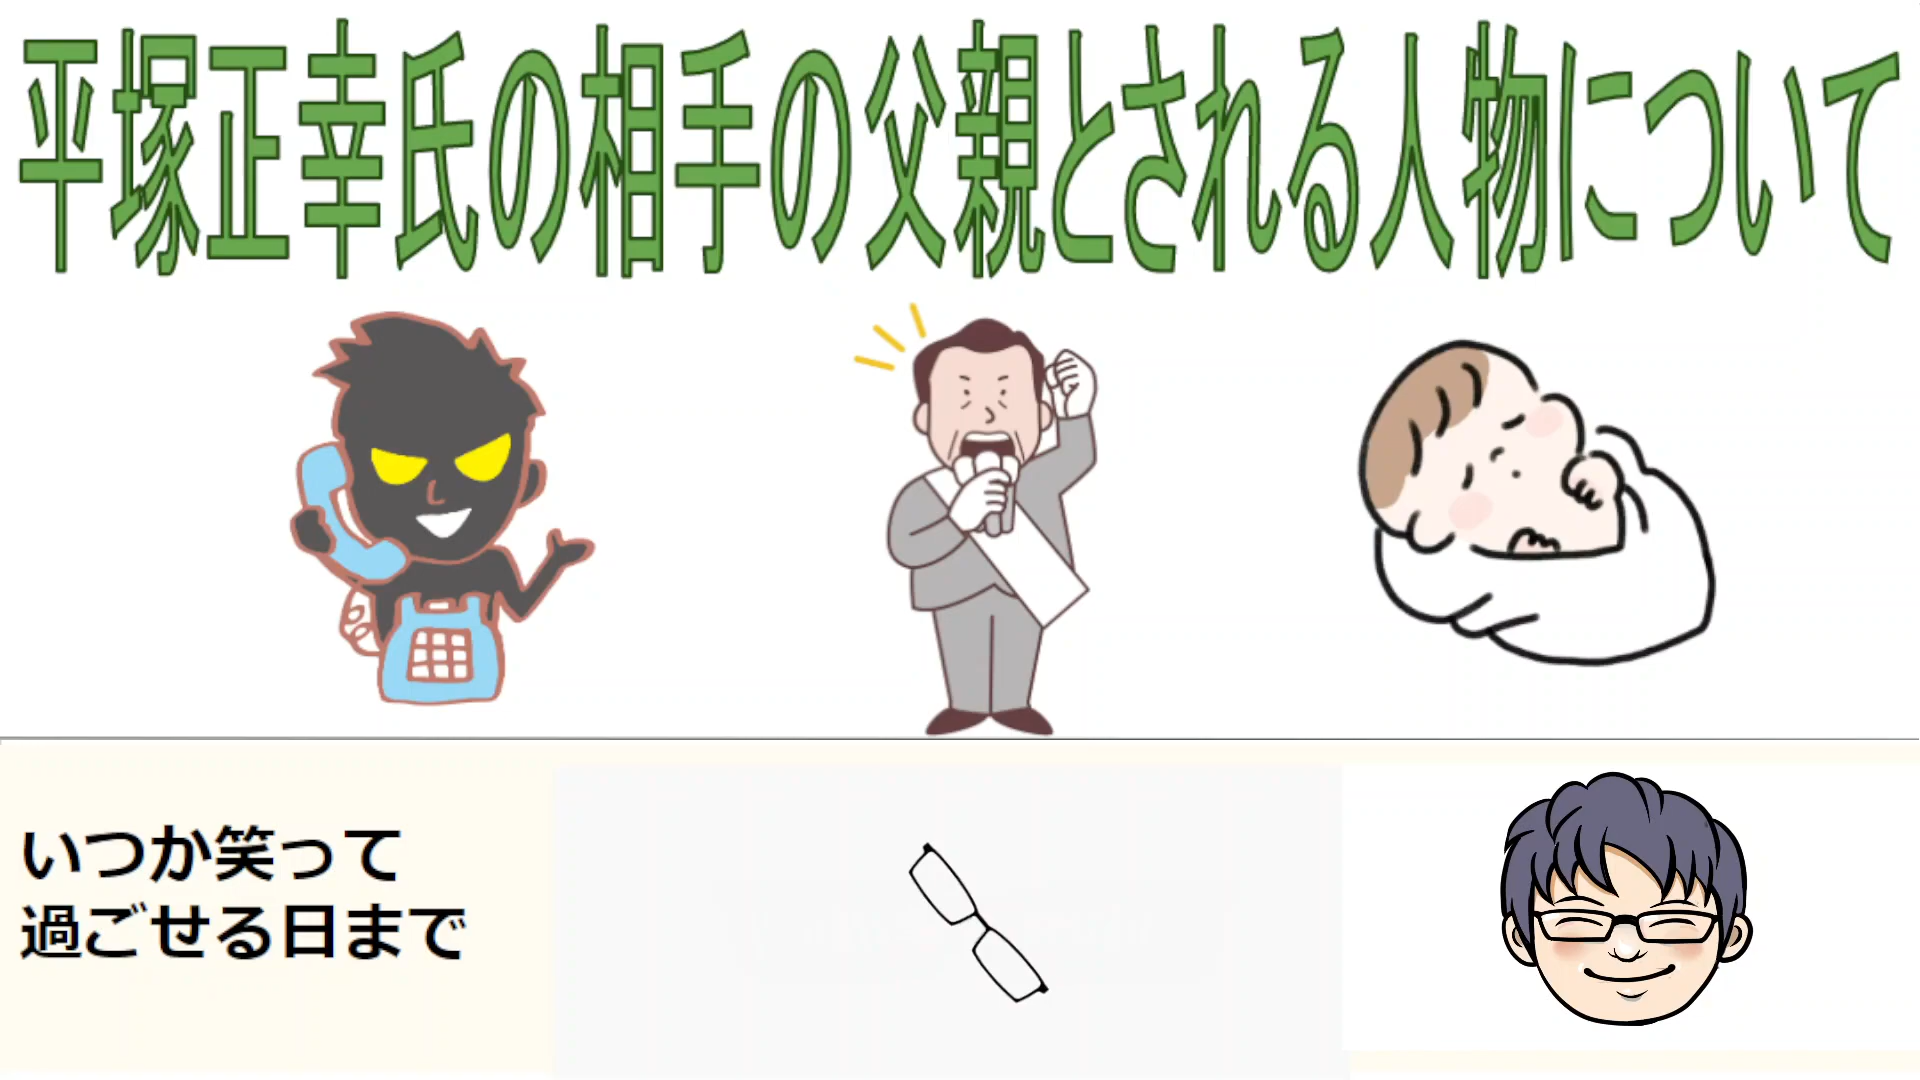 平塚正幸氏の相手の父親とされる人物について
いつか笑って
過ごせる日まで